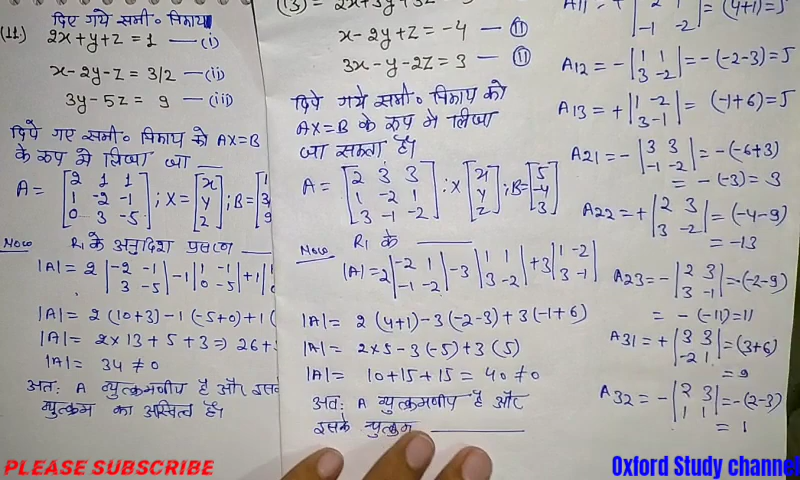 दिए गये समी॰ निकाय
(11.) 2x+y+z=1 —(i)
x-2y-z=3/2 —(ii)
3y-5z= 9 —(iii)
दिये गए समी॰ निकाय को AX=B
के रूप में लिखा जा
A= [2 1 1; 1 -2 -1; 0 3 -5] ; X= [x; y; z] ; B=
Now R₁ के अनुदिश प्रसरण
|A|= 2 |-2 -1; 3 -5| -1 |1 -1; 0 -5| +1
|A|= 2(10+3)-1(-5+0)+1(
|A|= 2×13+5+3 ⇒ 26+
|A|= 34 ≠0
अतः A व्युत्क्रमणीय है और इसके
व्युत्क्रम का अस्तित्व है।
x-2y+z=-4 — (ii)
3x-y-2z=3 — (ii)
दिये गये समी॰ निकाय को
AX=B के रूप में लिखा
जा सकता है।
A= [2 3 3; 1 -2 1; 3 -1 -2] ; X [x; y; z] ; B= [5; -4; 3]
Now R₁ के
|A|=2 |-2 1; -1 -2| -3 |1 1; 3 -2| +3 |1 -2; 3 -1|
|A|= 2(4+1)-3(-2-3)+3(-1+6)
|A|= 2×5-3(-5)+3(5)
|A|= 10+15+15= 40 ≠0
अतः A व्युत्क्रमणीय है और
इसके व्युत्क्रम
A11= + |-2 1; -1 -2| = (4+1)=5
A12= - |1 1; 3 -2| = -(-2-3)=5
A13= + |1 -2; 3 -1| = (-1+6)=5
A21= - |3 3; -1 -2| = -(-6+3)
= -(-3)= 3
A22= + |2 3; 3 -2| = (-4-9)
= -13
A23= - |2 3; 3 -1| = -(-2-9)
= -(-11)=11
A31= + |3 3; -2 1| = (3+6)
= 9
A32= - |2 3; 1 1| = -(2-3)
= 1
PLEASE SUBSCRIBE
Oxford Study channel